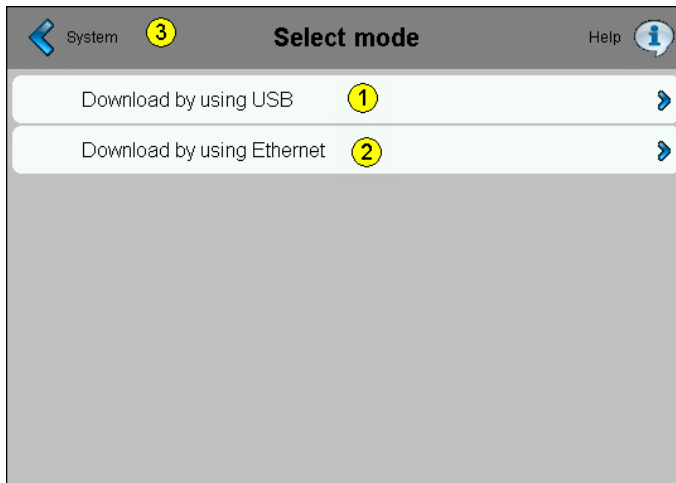 System 3 Select mode Help i
Download by using USB 1
Download by using Ethernet 2